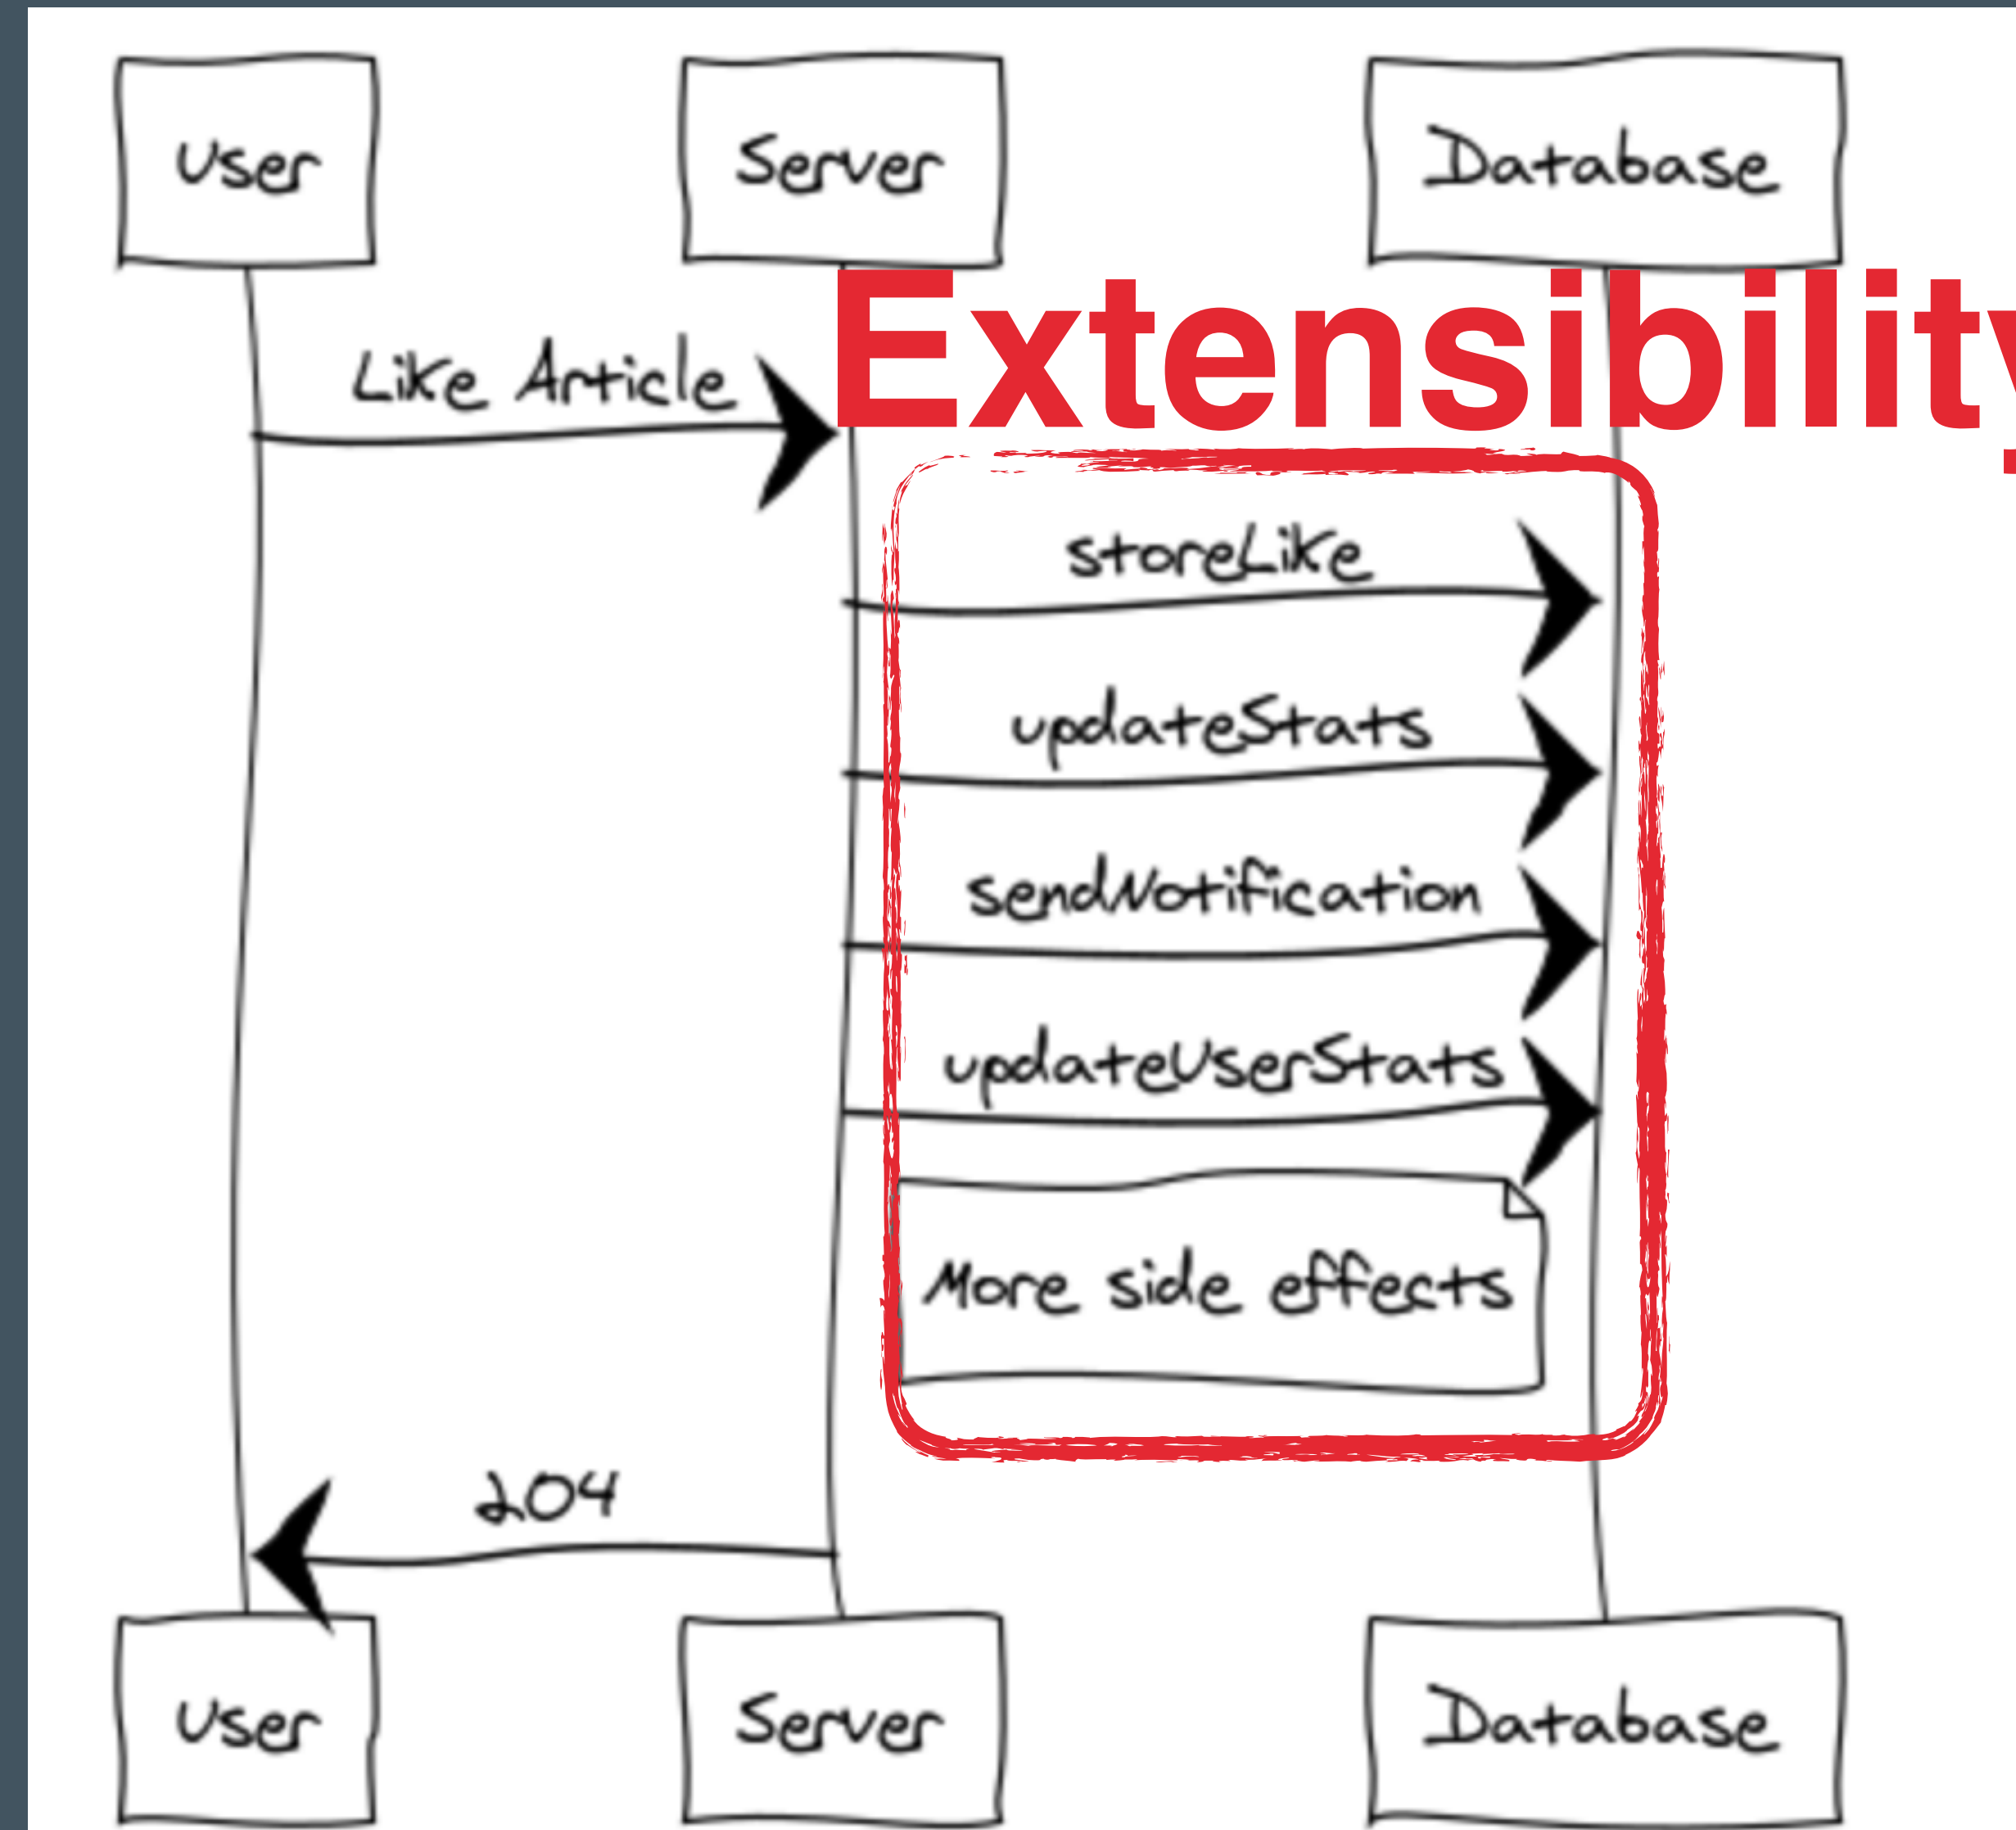 User Server Database
Extensibility
Like Article
storeLike
updateStats
sendNotification
updateUserStats
More side effects
204
User Server Database